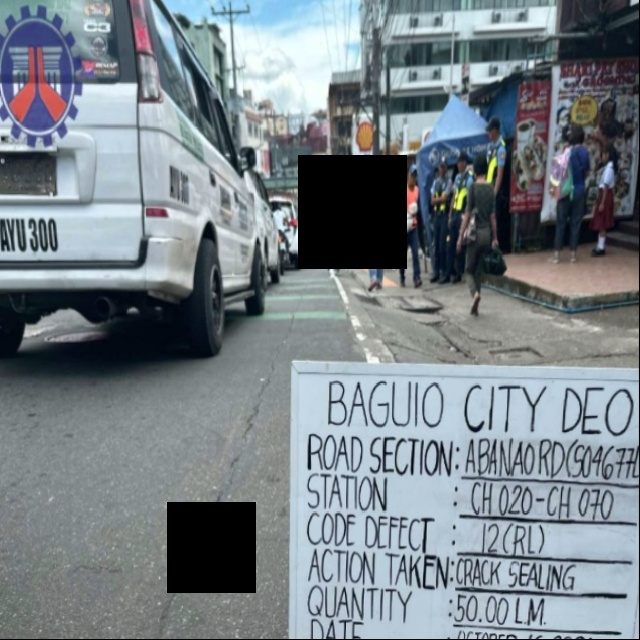 AYU 300
BAGUIO CITY DEO
ROAD SECTION: ABANAO RD(S04677
STATION : CH 020-CH 070
CODE DEFECT : 12(RL)
ACTION TAKEN: CRACK SEALING
QUANTITY : 50.00 L.M.